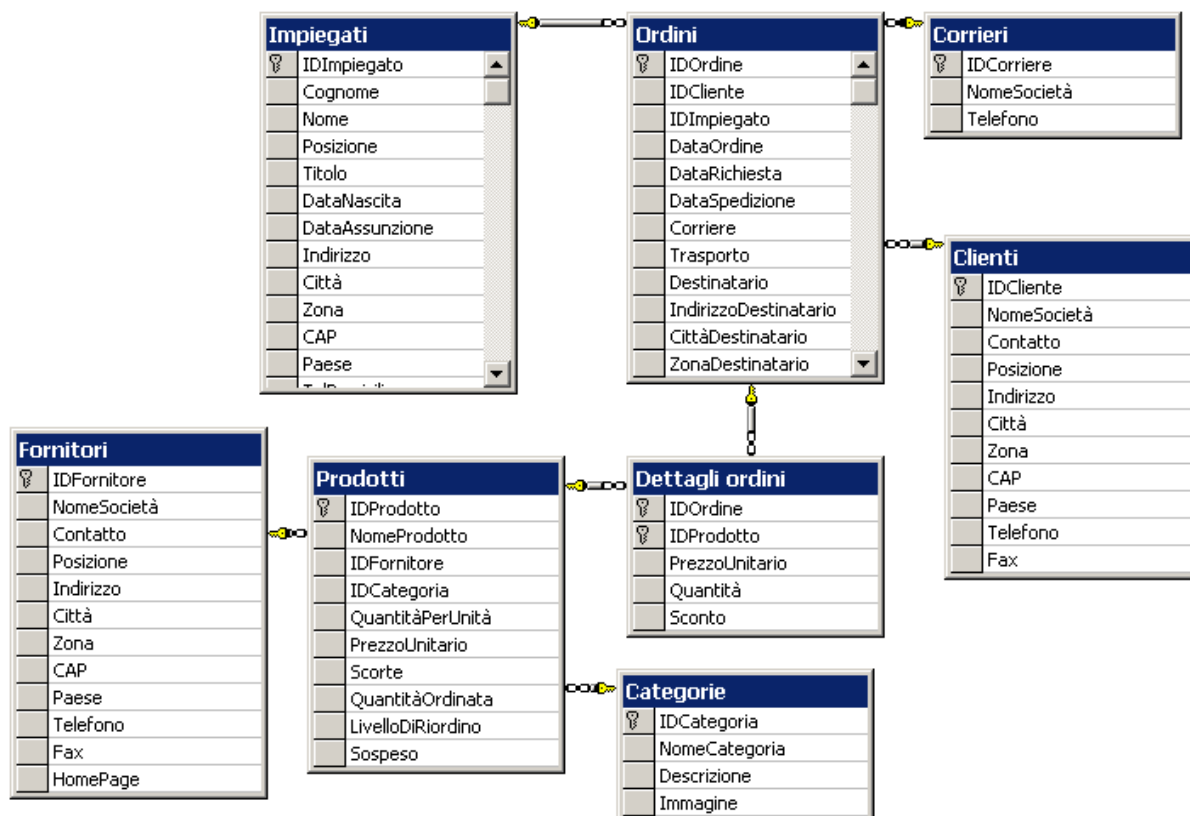 Impiegati
IDImpiegato
Cognome
Nome
Posizione
Titolo
DataNascita
DataAssunzione
Indirizzo
Città
Zona
CAP
Paese
Ordini
IDOrdine
IDCliente
IDImpiegato
DataOrdine
DataRichiesta
DataSpedizione
Corriere
Trasporto
Destinatario
IndirizzoDestinatario
CittàDestinatario
ZonaDestinatario
Corrieri
IDCorriere
NomeSocietà
Telefono
Clienti
IDCliente
NomeSocietà
Contatto
Posizione
Indirizzo
Città
Zona
CAP
Paese
Telefono
Fax
Fornitori
IDFornitore
NomeSocietà
Contatto
Posizione
Indirizzo
Città
Zona
CAP
Paese
Telefono
Fax
HomePage
Prodotti
IDProdotto
NomeProdotto
IDFornitore
IDCategoria
QuantitàPerUnità
PrezzoUnitario
Scorte
QuantitàOrdinata
LivelloDiRiordino
Sospeso
Dettagli ordini
IDOrdine
IDProdotto
PrezzoUnitario
Quantità
Sconto
Categorie
IDCategoria
NomeCategoria
Descrizione
Immagine